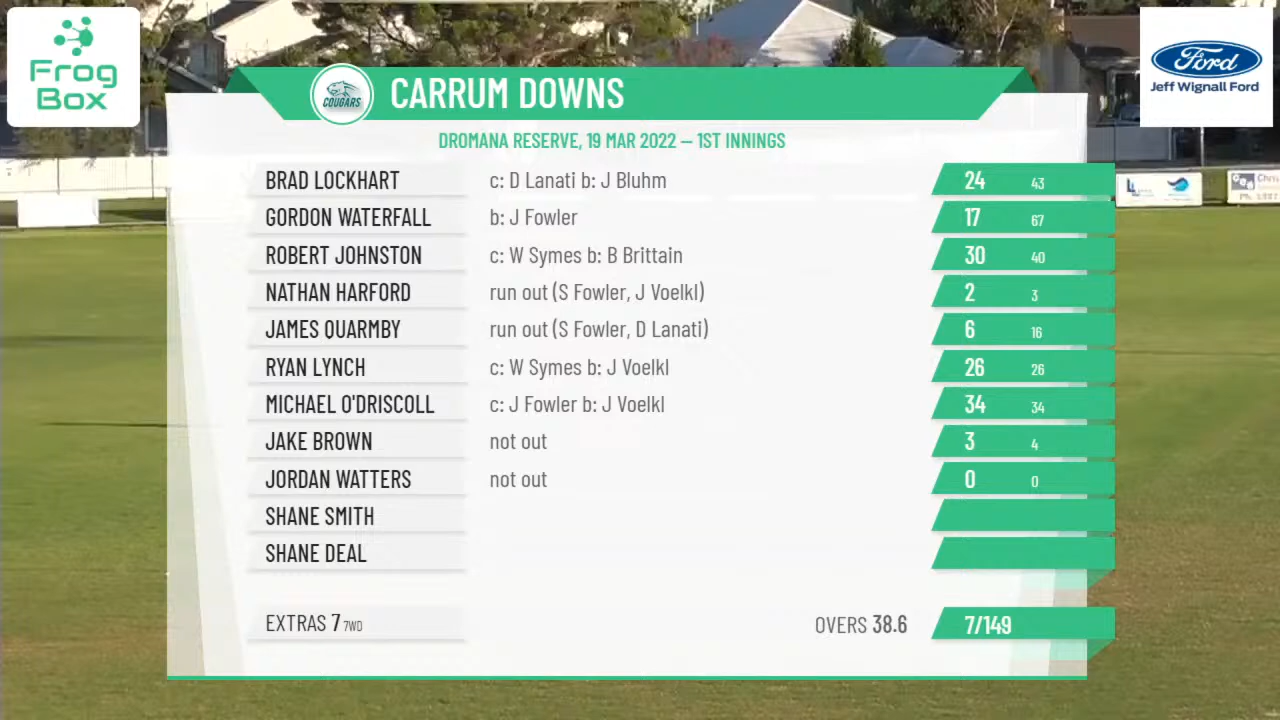 Frog
Box
Ford
Jeff Wignall Ford
COUGARS
CARRUM DOWNS
DROMANA RESERVE, 19 MAR 2022 – 1ST INNINGS
BRAD LOCKHART c: D Lanati b: J Bluhm 24 43
GORDON WATERFALL b: J Fowler 17 67
ROBERT JOHNSTON c: W Symes b: B Brittain 30 40
NATHAN HARFORD run out (S Fowler, J Voelkl) 2 3
JAMES QUARMBY run out (S Fowler, D Lanati) 6 16
RYAN LYNCH c: W Symes b: J Voelkl 26 26
MICHAEL O'DRISCOLL c: J Fowler b: J Voelkl 34 34
JAKE BROWN not out 3 4
JORDAN WATTERS not out 0 0
SHANE SMITH
SHANE DEAL
EXTRAS 7 7WD OVERS 38.6 7/149